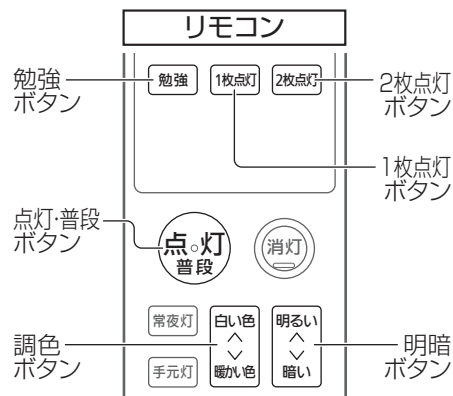 リモコン
勉強
ボタン
勉強
1枚点灯
2枚点灯
2枚点灯
ボタン
1枚点灯
ボタン
点灯・普段
ボタン
点灯
普段
消灯
常夜灯
白い色
明るい
調色
ボタン
明暗
ボタン
手元灯
暖かい色
暗い